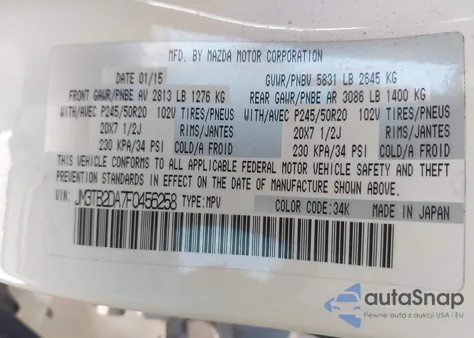 MFD. BY MAZDA MOTOR CORPORATION
DATE 01/15 GVWR/PNBV 5831 LB 2645 KG
FRONT GAWR/PNBE AV 2813 LB 1276 KG REAR GAWR/PNBE AR 3086 LB 1400 KG
WITH/AVEC P245/50R20 102V TIRES/PNEUS WITH/AVEC P245/50R20 102V TIRES/PNEUS
20X7 1/2J RIMS/JANTES 20X7 1/2J RIMS/JANTES
230 KPA/34 PSI COLD/A FROID 230 KPA/34 PSI COLD/A FROID
THIS VEHICLE CONFORMS TO ALL APPLICABLE FEDERAL MOTOR VEHICLE SAFETY AND THEFT
PREVENTION STANDARDS IN EFFECT ON THE DATE OF MANUFACTURE SHOWN ABOVE.
VIN: JM3TB2DA7F0456258 TYPE: MPV COLOR CODE: 34K MADE IN JAPAN
autoSnap
Pewne auta z aukcji USA i EU